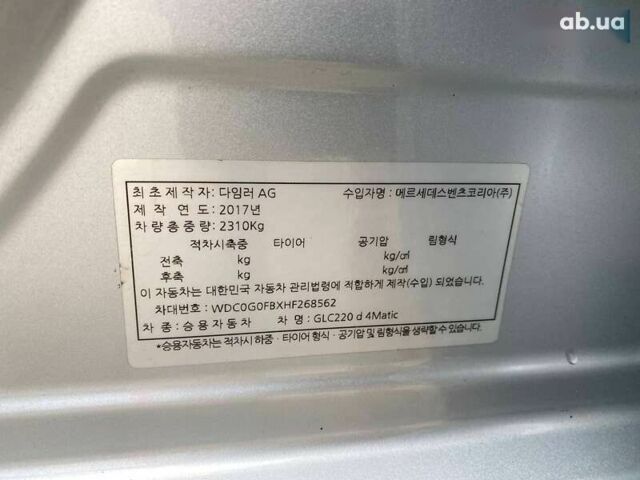 ab.ua
최초제작자: 다임러 AG 수입자명 : 메르세데스벤츠코리아(주)
제 작 연 도: 2017년
차 량 총 중 량: 2310Kg
적차시축중 타이어 공기압 림형식
전축 kg kg/㎠
후축 kg kg/㎠
이 자동차는 대한민국 자동차 관리법령에 적합하게 제작(수입) 되었습니다.
차대번호 : WDC0G0FBXHF268562
차 종 : 승용자동차 차 명 : GLC220 d 4Matic
*승용자동차는 적차시 하중 · 타이어 형식 · 공기압 및 림형식을 생략할 수 있습니다.